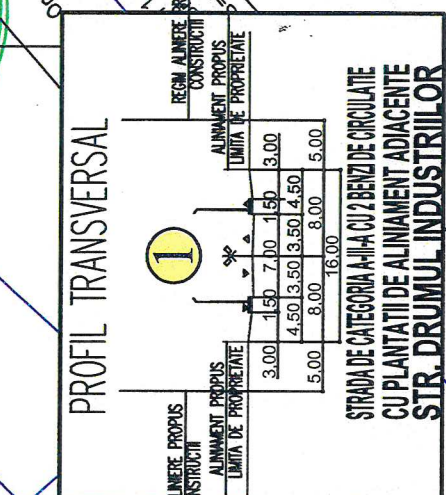 PROFIL TRANSVERSAL
1
LINIERE PROPUS
NSTRUCTII
ALINIAMENT PROPUS
LIMITA DE PROPRIETATE
REGIM ALINIERE
CONSTRUCTII
ALINIAMENT PROPUS
LIMITA DE PROPRIETATE
3,00 1,50 7,00 1,50 3,00
4,50 3,50 3,50 4,50
5,00 8,00 8,00 5,00
16,00
STRADA DE CATEGORIA A-II-A CU 2 BENZI DE CIRCULATIE
CU PLANTATII DE ALINIAMENT ADIACENTE
STR. DRUMUL INDUSTRIILOR